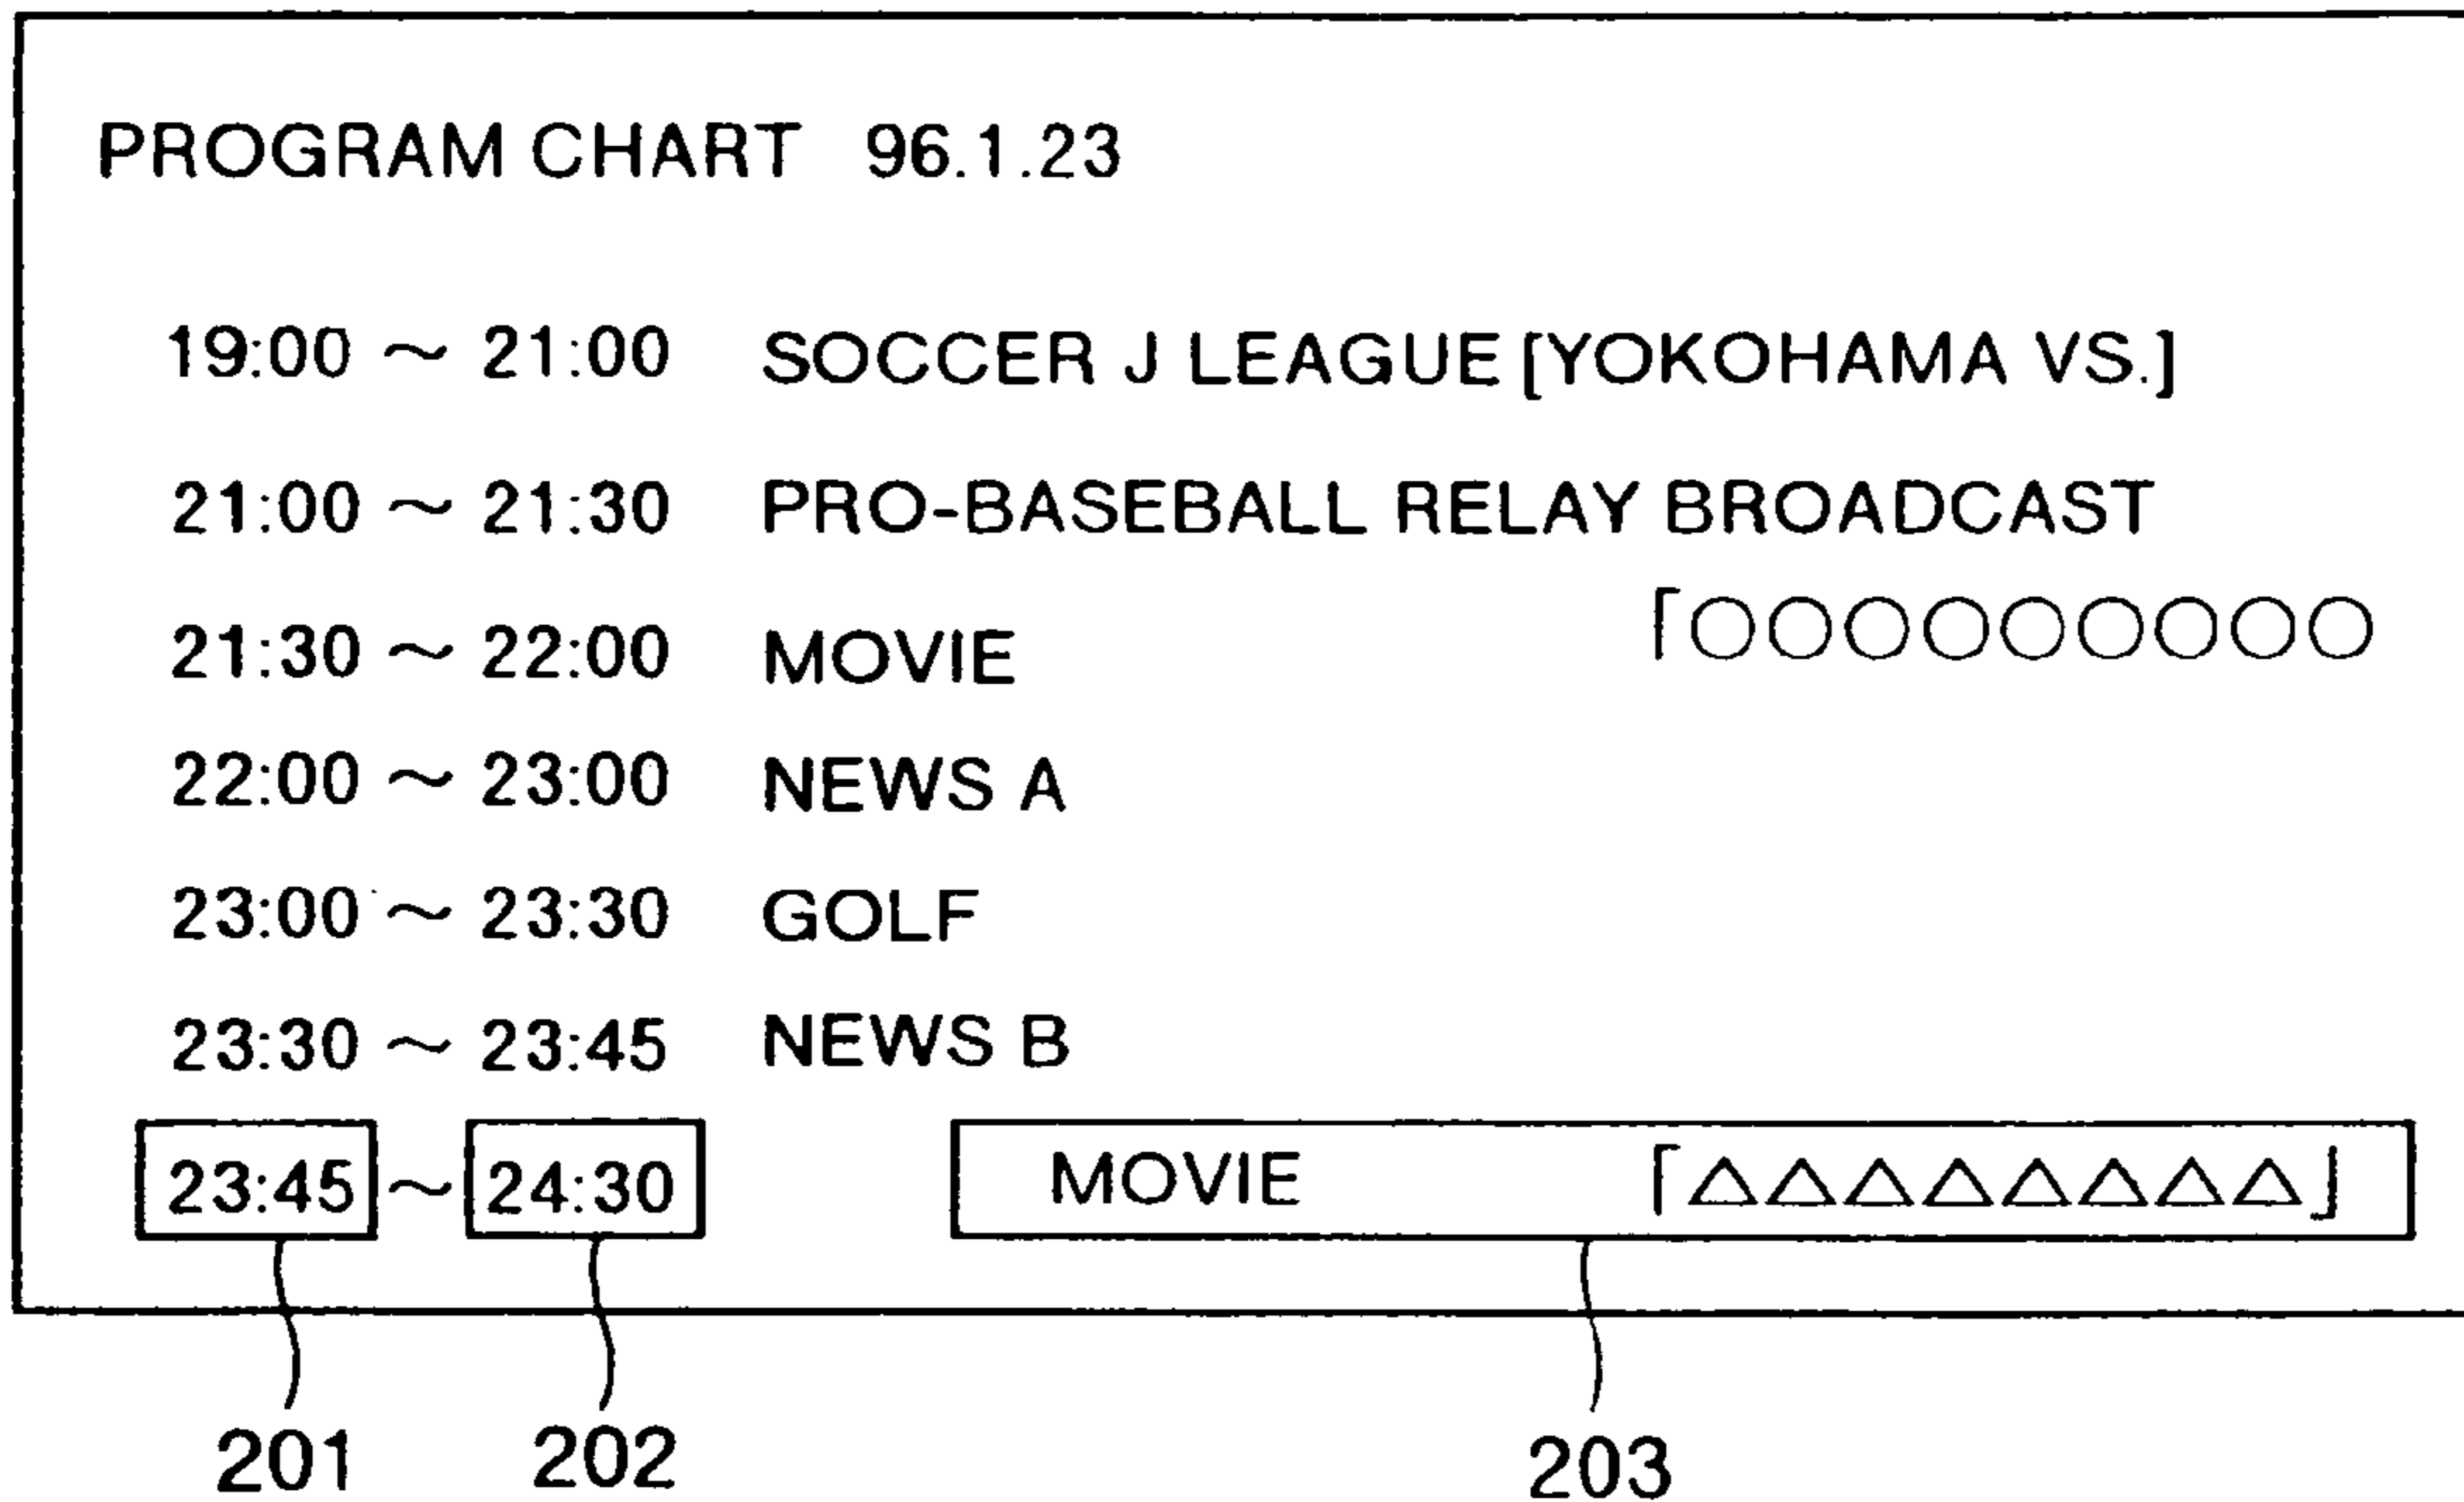 PROGRAM CHART 96.1.23
19:00 ~ 21:00 SOCCER J LEAGUE [YOKOHAMA VS.]
21:00 ~ 21:30 PRO-BASEBALL RELAY BROADCAST
21:30 ~ 22:00 MOVIE 「○○○○○○○○○
22:00 ~ 23:00 NEWS A
23:00 ~ 23:30 GOLF
23:30 ~ 23:45 NEWS B
23:45 ~ 24:30 MOVIE 「△△△△△△△△」
201 202 203